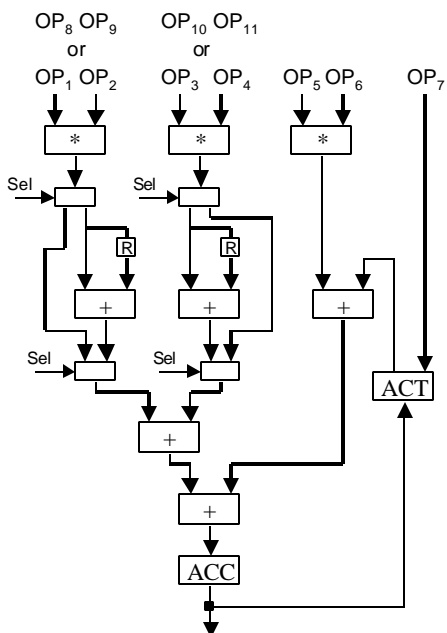 OP₈ OP₉ OP₁₀ OP₁₁
or or
OP₁ OP₂ OP₃ OP₄ OP₅ OP₆ OP₇
* * *
Sel Sel
R R
+ + +
Sel Sel
ACT
+
+
ACC